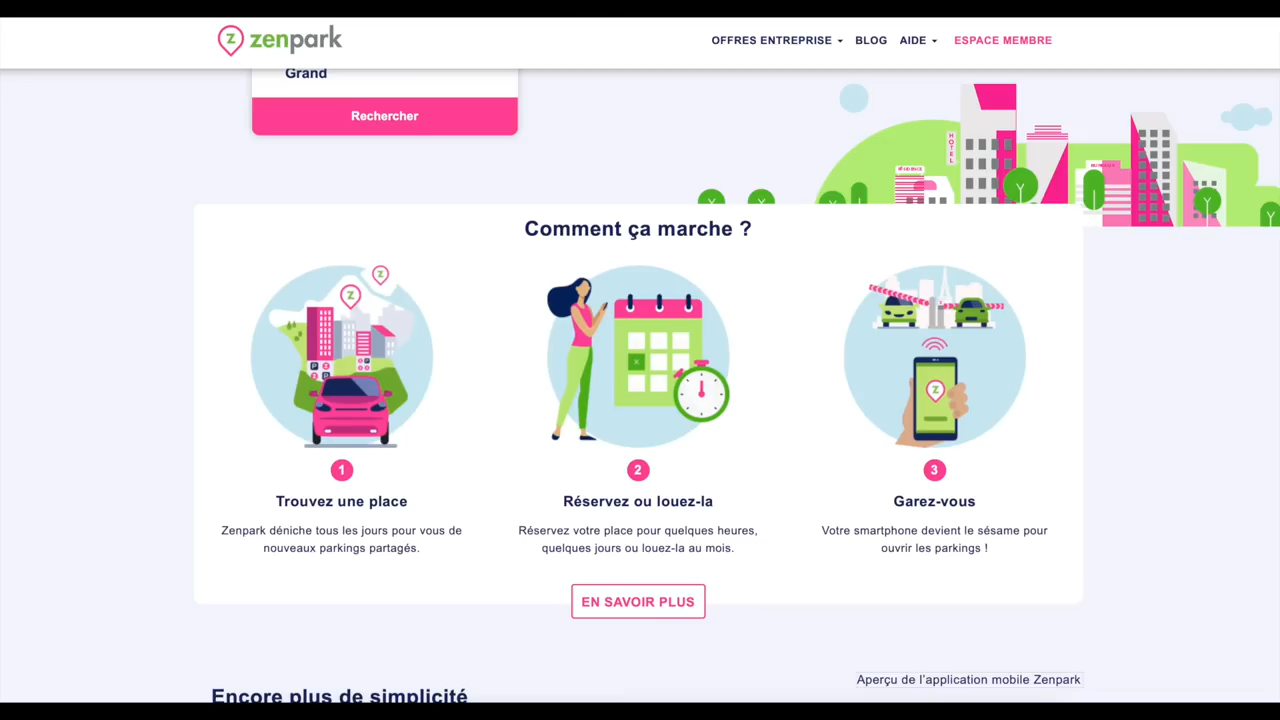 zenpark
OFFRES ENTREPRISE
BLOG
AIDE
ESPACE MEMBRE
Grand
Rechercher
HOTEL
Comment ça marche ?
1
2
3
Trouvez une place
Réservez ou louez-la
Garez-vous
Zenpark déniche tous les jours pour vous de
nouveaux parkings partagés.
Réservez votre place pour quelques heures,
quelques jours ou louez-la au mois.
Votre smartphone devient le sésame pour
ouvrir les parkings !
EN SAVOIR PLUS
Aperçu de l'application mobile Zenpark
Encore plus de simplicité